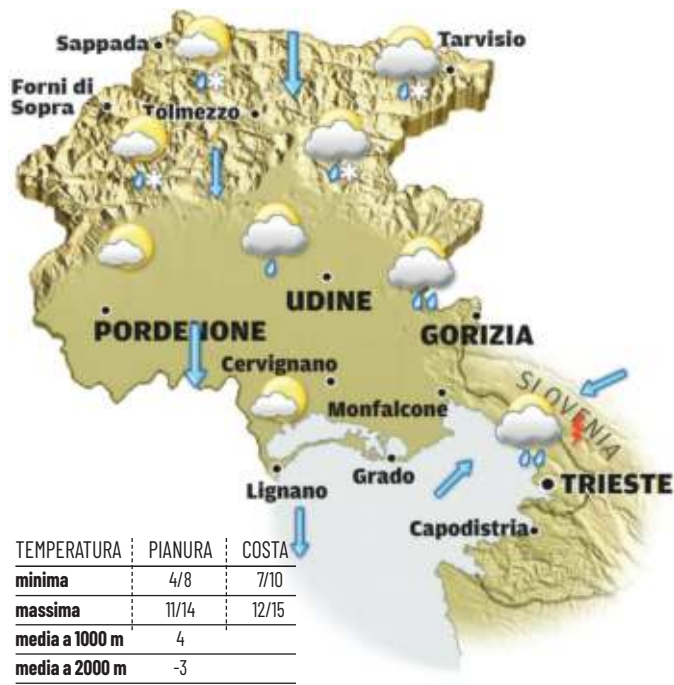 Sappada
Tarvisio
Forni di
Sopra
Tolmezzo
UDINE
PORDENONE
GORIZIA
Cervignano
SLOVENIA
Monfalcone
Grado
Lignano
TRIESTE
Capodistria
TEMPERATURA PIANURA COSTA
minima 4/8 7/10
massima 11/14 12/15
media a 1000 m 4
media a 2000 m -3